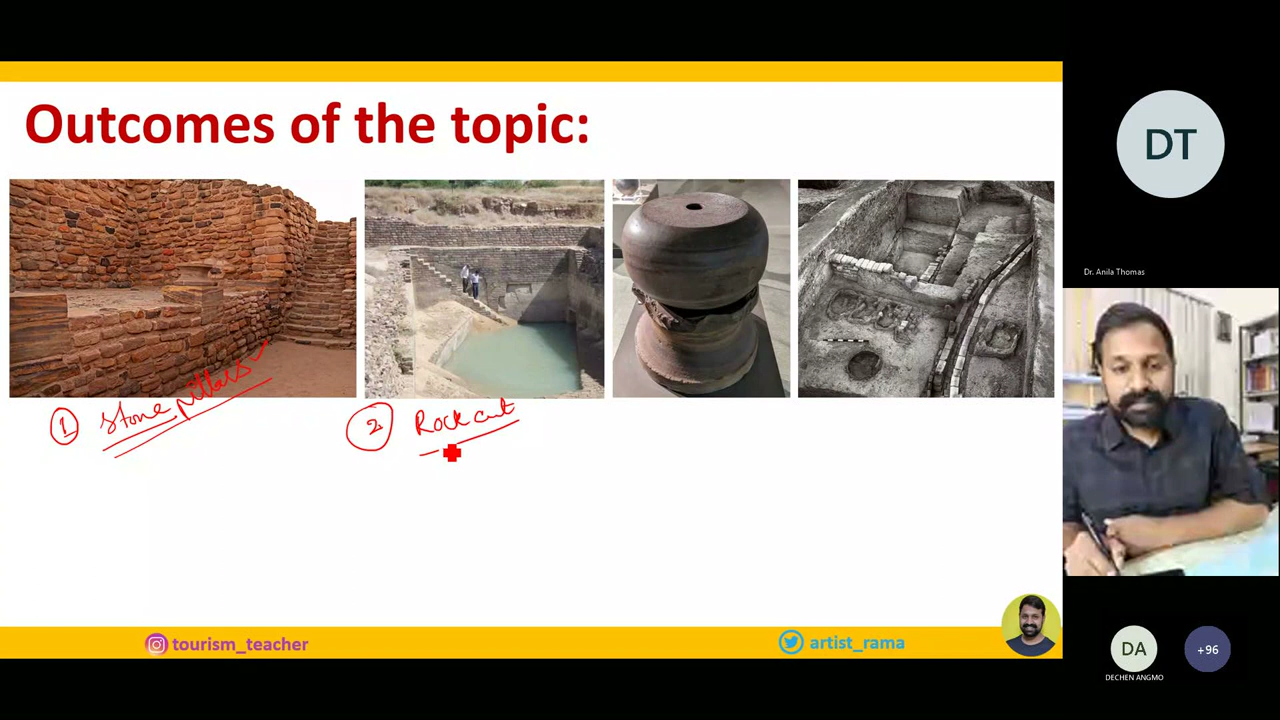 Outcomes of the topic:
① Stone pillars
② Rock cut
tourism_teacher
artist_rama
DT
Dr. Anila Thomas
DA
+96
DECHEN ANGMO